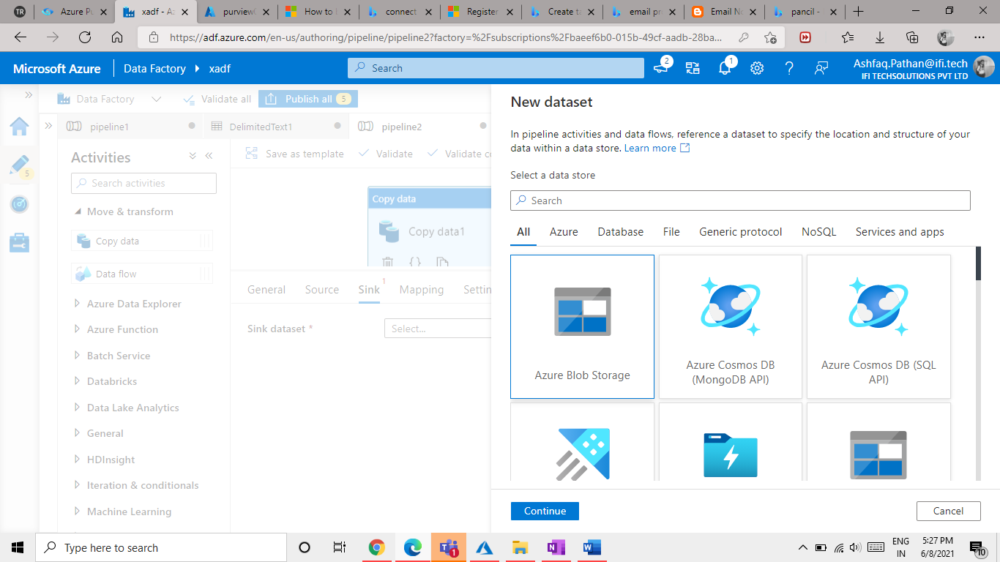 TR
Azure Pu
xadf - Az
purview
How to
connect
Register
Create ta
email pr
Email No
pancil -
https://adf.azure.com/en-us/authoring/pipeline/pipeline2?factory=%2Fsubscriptions%2Fbaeef6b0-015b-49cf-aadb-28ba...
Microsoft Azure
Data Factory
xadf
Search
2
1
Ashfaq.Pathan@ifi.tech
IFI TECHSOLUTIONS PVT LTD
Data Factory
Validate all
Publish all 5
pipeline1
DelimitedText1
pipeline2
5
Activities
Search activities
Move & transform
Copy data
Data flow
Azure Data Explorer
Azure Function
Batch Service
Databricks
Data Lake Analytics
General
HDInsight
Iteration & conditionals
Machine Learning
Save as template
Validate
Validate co
Copy data
Copy data1
{}
General
Source
Sink 1
Mapping
Settin
Sink dataset *
Select...
New dataset
In pipeline activities and data flows, reference a dataset to specify the location and structure of your
data within a data store. Learn more
Select a data store
Search
All
Azure
Database
File
Generic protocol
NoSQL
Services and apps
Azure Blob Storage
Azure Cosmos DB
(MongoDB API)
Azure Cosmos DB (SQL
API)
Continue
Cancel
Type here to search
1
ENG
IN
5:27 PM
6/8/2021
10